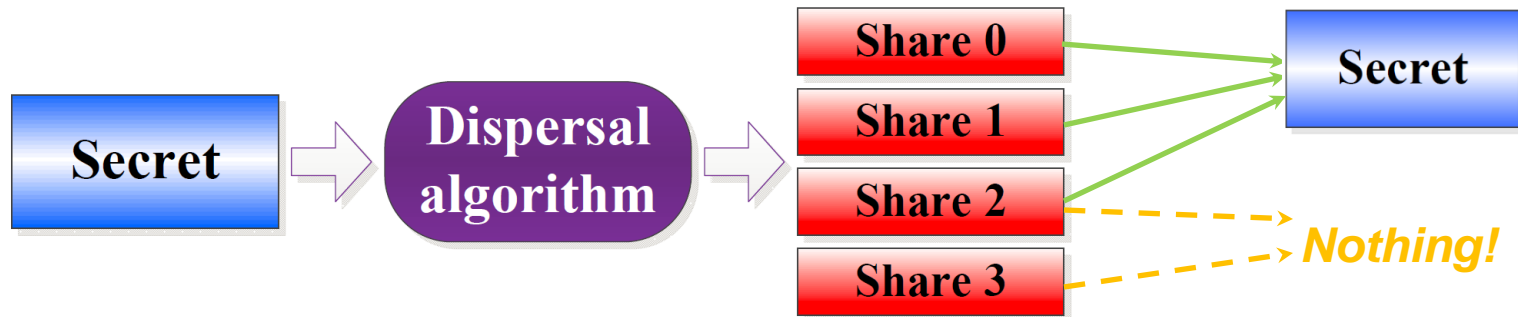 Secret
Dispersal
algorithm
Share 0
Share 1
Share 2
Share 3
Secret
Nothing!